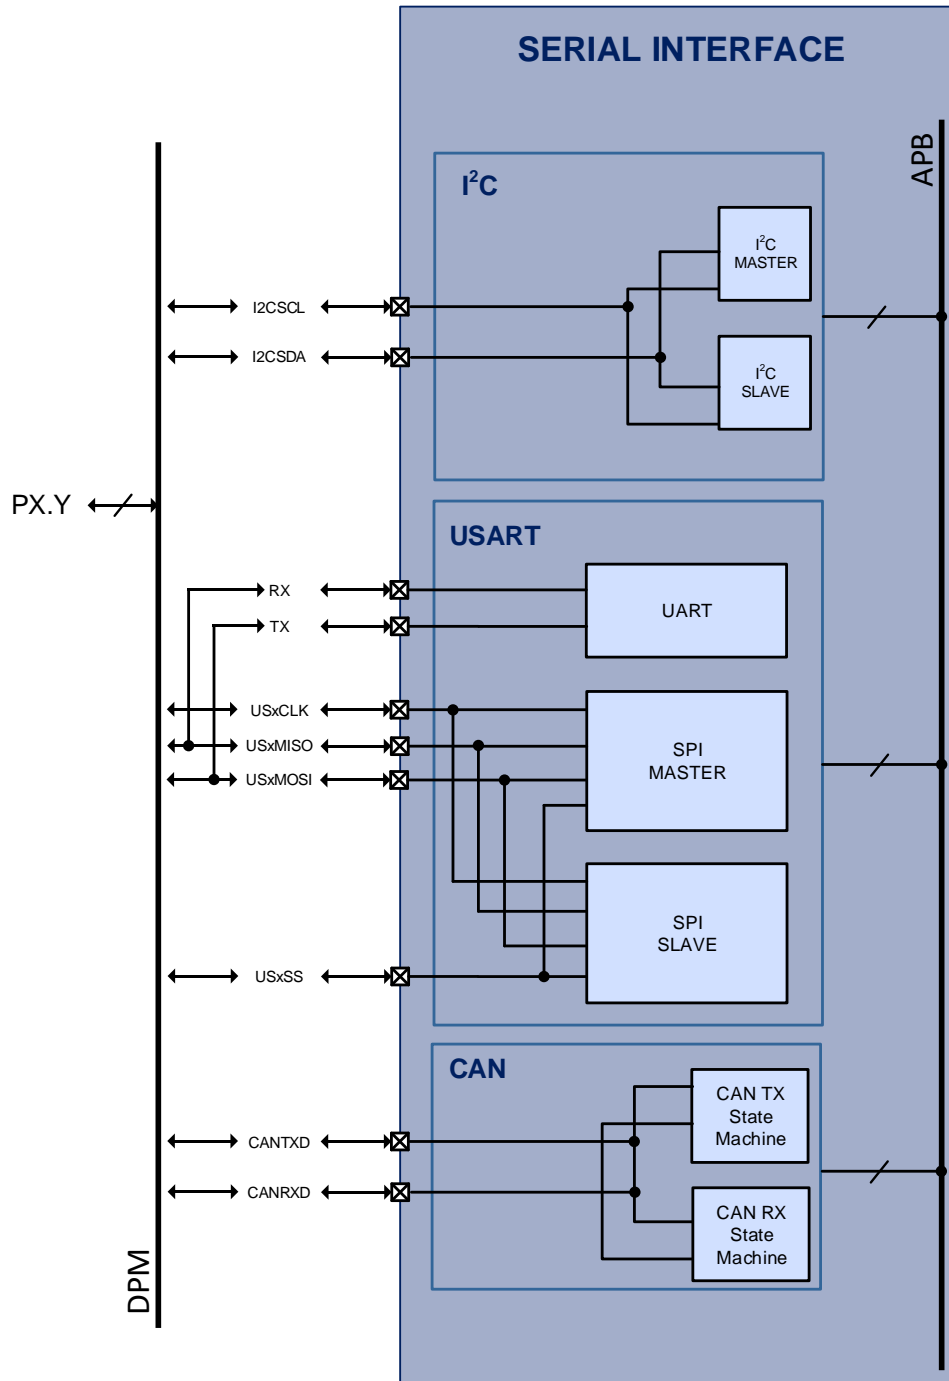 SERIAL INTERFACE
APB
I²C
I²C
MASTER
I2CSCL
I2CSDA
I²C
SLAVE
PX.Y
USART
RX
UART
TX
USxCLK
USxMISO
SPI
MASTER
USxMOSI
SPI
SLAVE
USxSS
CAN
CAN TX
State
Machine
CANTXD
CANRXD
CAN RX
State
Machine
DPM